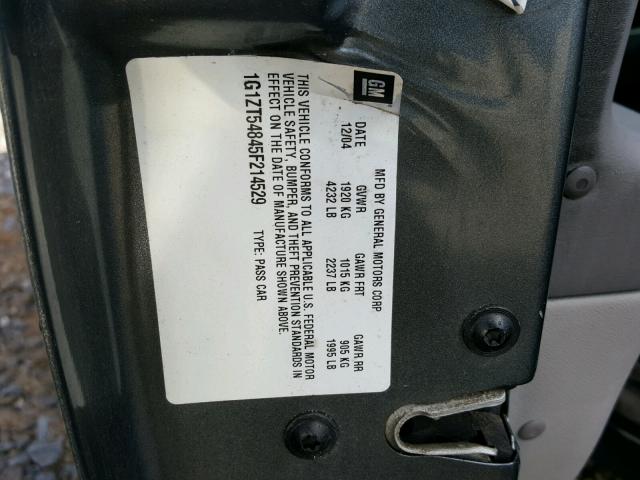 GM
MFD BY GENERAL MOTORS CORP
DATE GVWR GAWR FRT GAWR RR
12/04 1920 KG 1015 KG 905 KG
4232 LB 2237 LB 1995 LB
THIS VEHICLE CONFORMS TO ALL APPLICABLE U.S. FEDERAL MOTOR
VEHICLE SAFETY, BUMPER, AND THEFT PREVENTION STANDARDS IN
EFFECT ON THE DATE OF MANUFACTURE SHOWN ABOVE.
1G1ZT54845F214529 TYPE: PASS CAR